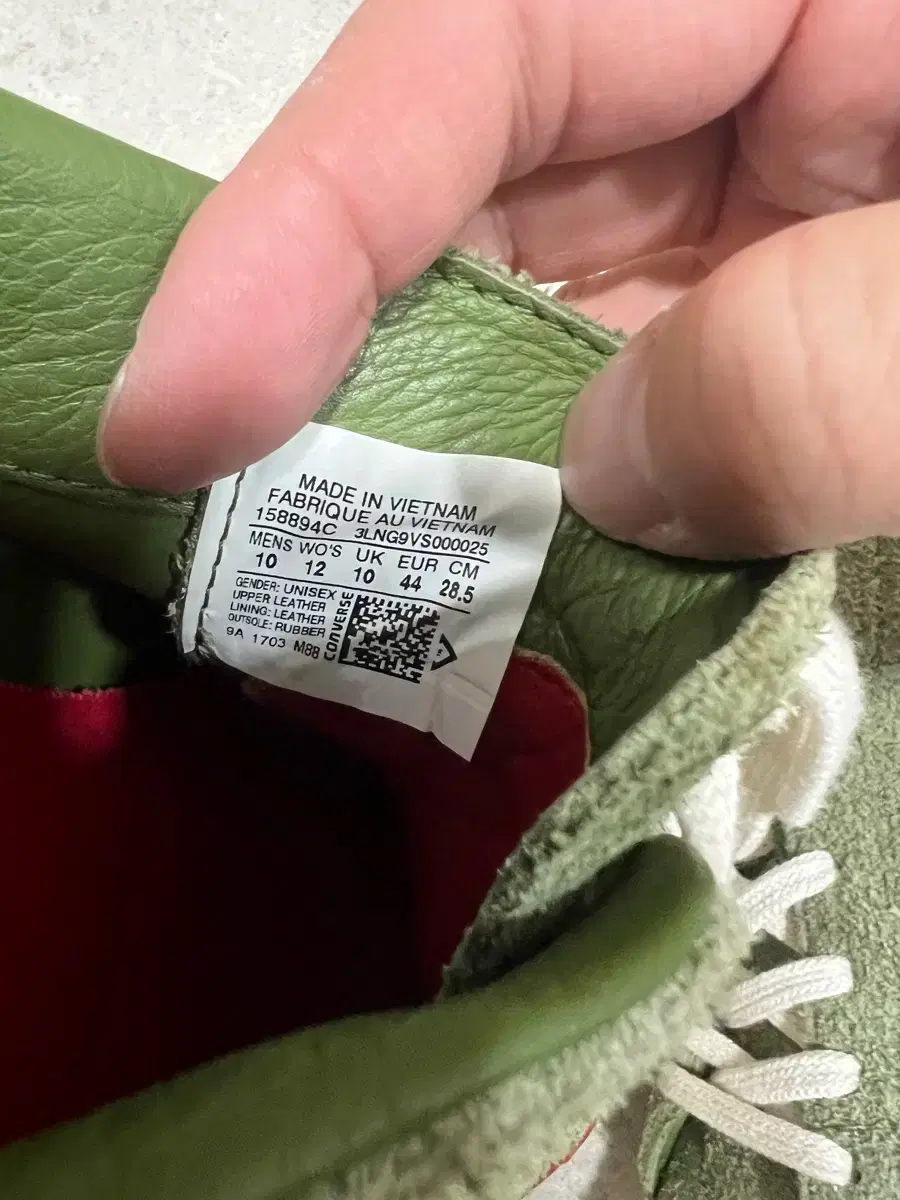 MADE IN VIETNAM
FABRIQUE AU VIETNAM
158894C 3LNG9VS000025
MENS WO'S UK EUR CM
10 12 10 44 28.5
GENDER: UNISEX
UPPER LEATHER
LINING: LEATHER
OUTSOLE: RUBBER
9A 1703 M88
CONVERSE